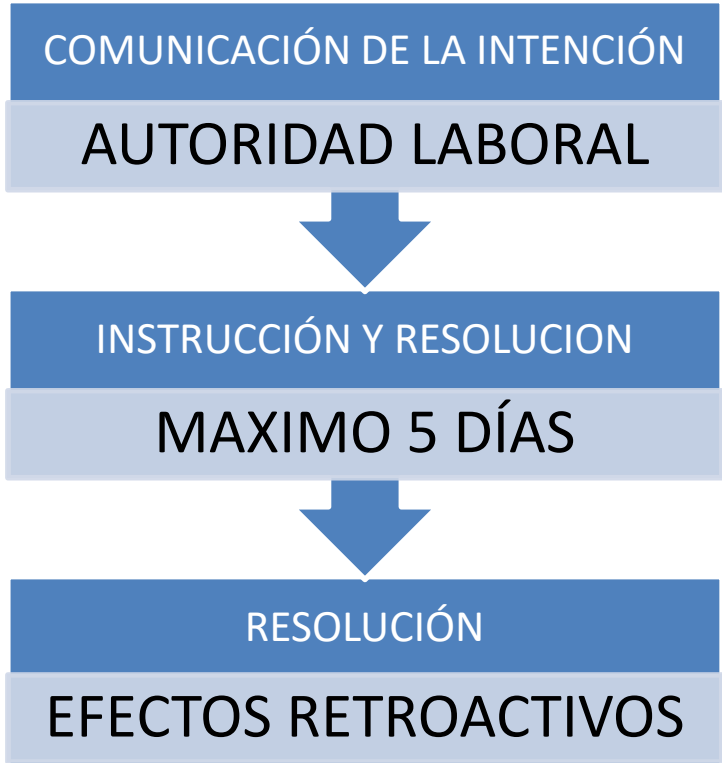 COMUNICACIÓN DE LA INTENCIÓN
AUTORIDAD LABORAL
INSTRUCCIÓN Y RESOLUCION
MAXIMO 5 DÍAS
RESOLUCIÓN
EFECTOS RETROACTIVOS